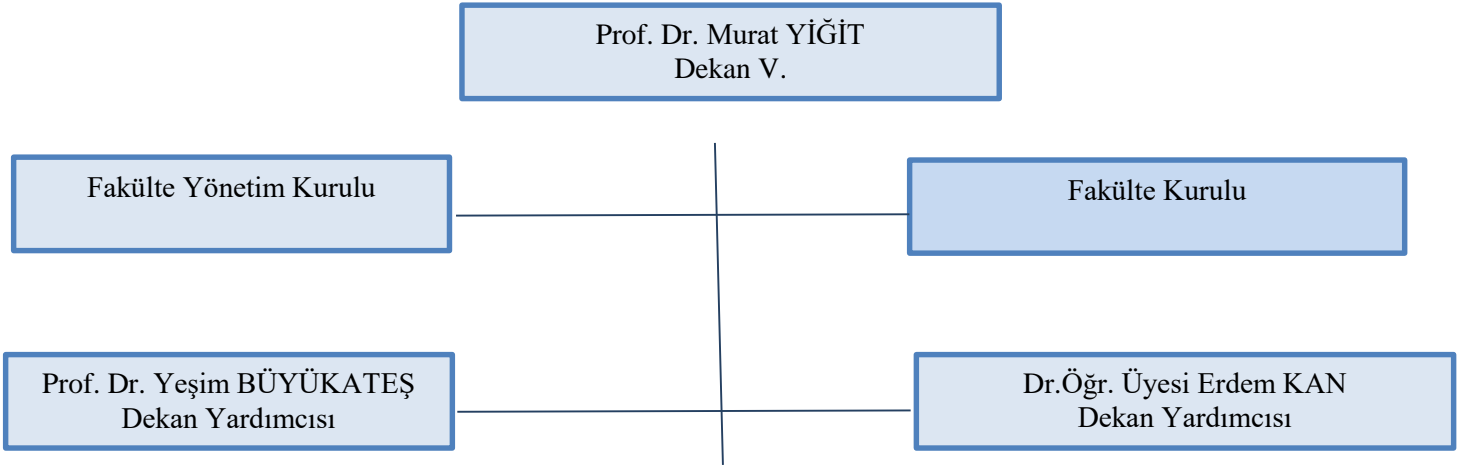 Prof. Dr. Murat YİĞİT
Dekan V.
Fakülte Yönetim Kurulu
Fakülte Kurulu
Prof. Dr. Yeşim BÜYÜKATEŞ
Dekan Yardımcısı
Dr.Öğr. Üyesi Erdem KAN
Dekan Yardımcısı